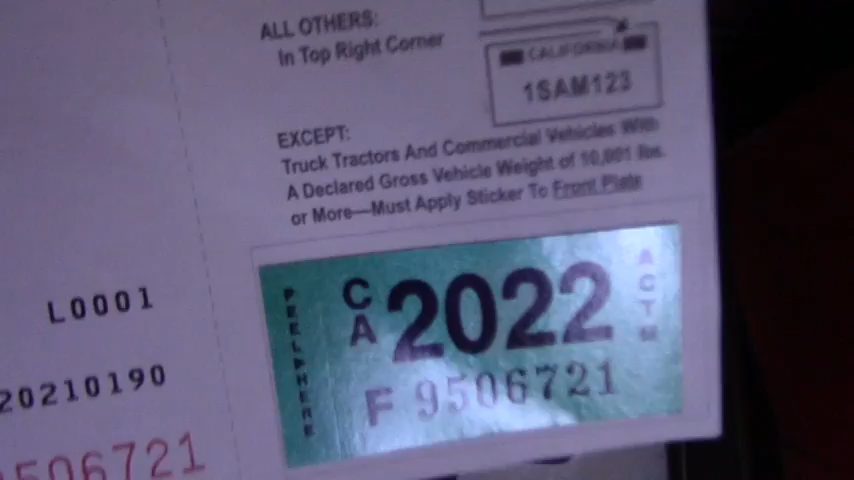 ALL OTHERS:
In Top Right Corner
CALIFORNIA
1SAM123
EXCEPT:
Truck Tractors And Commercial Vehicles With
A Declared Gross Vehicle Weight of 10,001 lbs.
or More—Must Apply Sticker To Front Plate
L0001
20210190
506721
PEEL
HERE
CA
2022
F 9506721